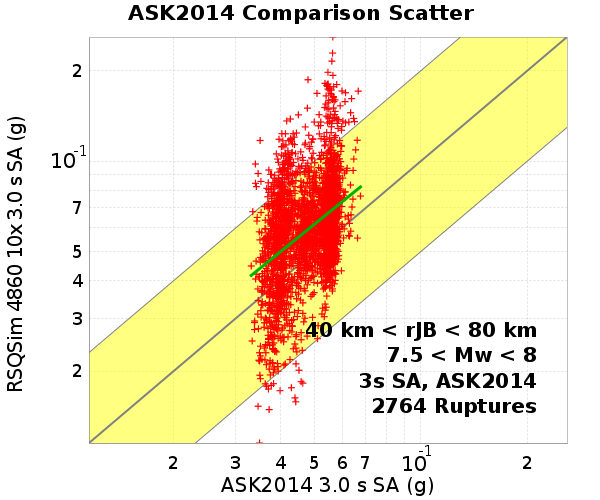 ASK2014 Comparison Scatter
RSQSim 4860 10x 3.0 s SA (g)
2
10-1
7
5
4
3
2
40 km < rJB < 80 km
7.5 < Mw < 8
3s SA, ASK2014
2764 Ruptures
2 3 4 5 6 7 10-1 2
ASK2014 3.0 s SA (g)